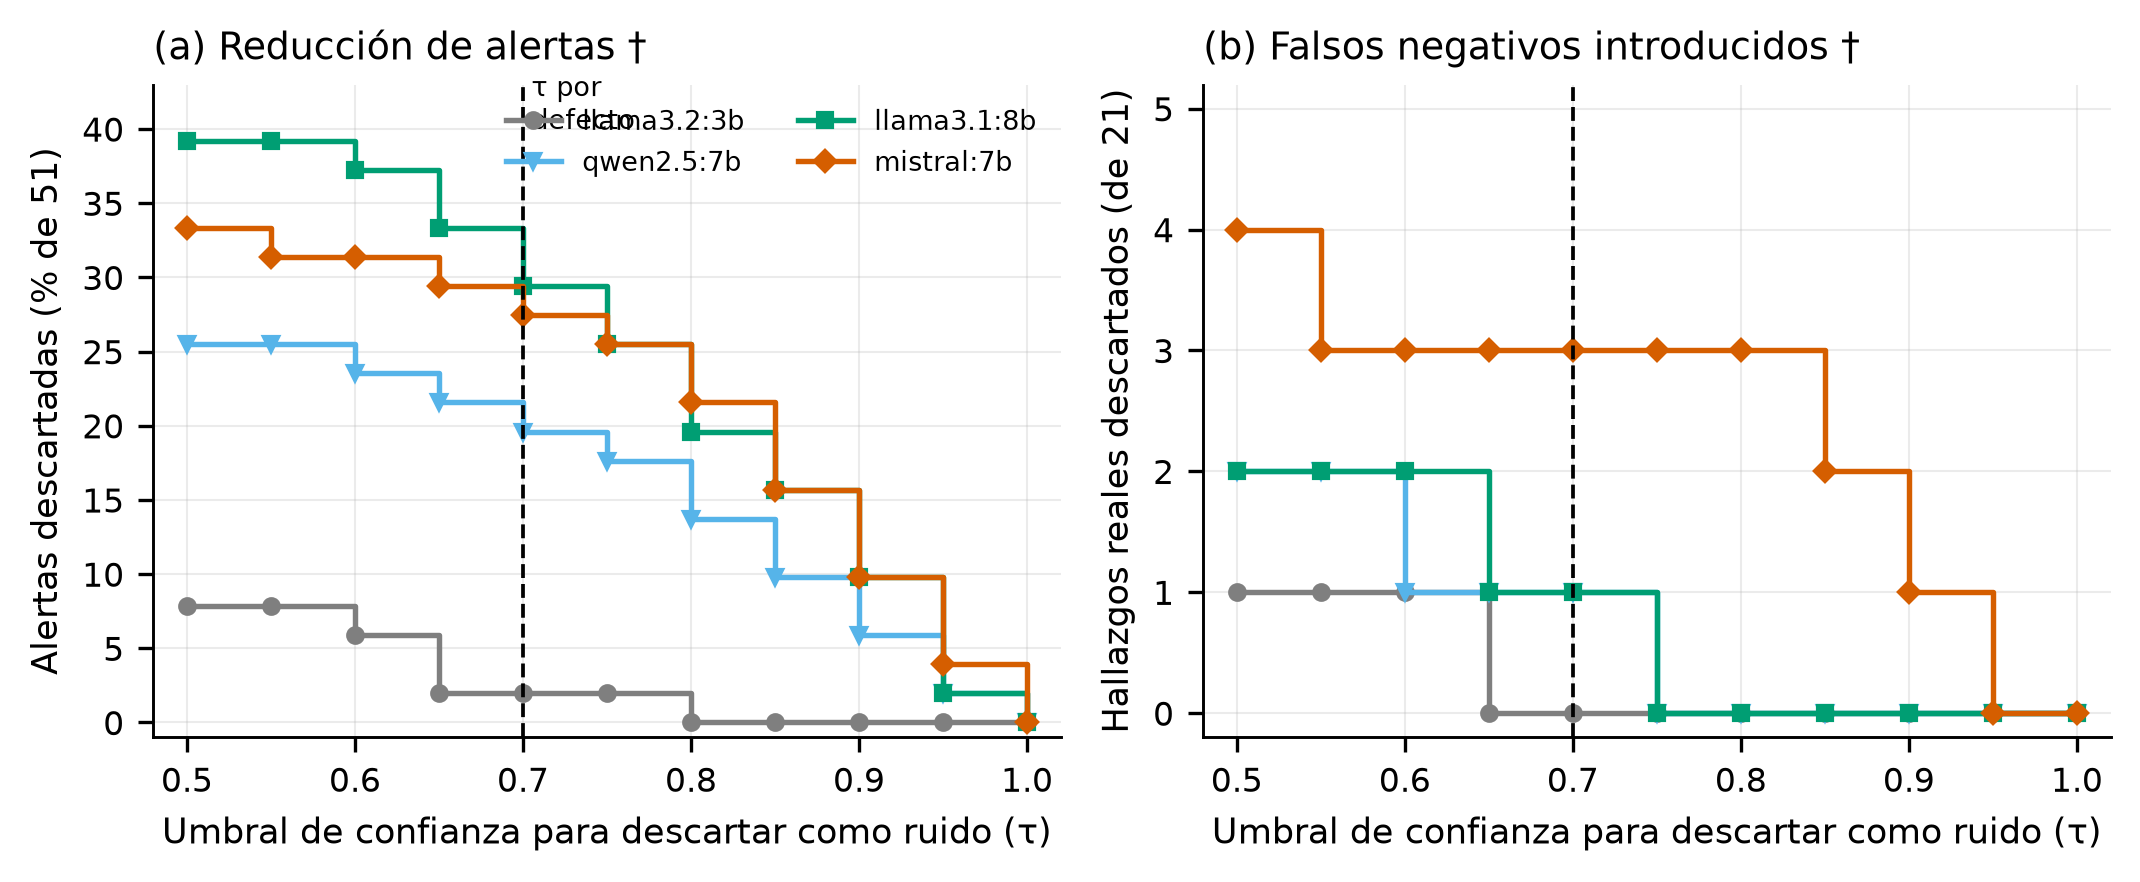 (a) Reducción de alertas †
τ por
defecto
llama3.2:3b
llama3.1:8b
qwen2.5:7b
mistral:7b
Alertas descartadas (% de 51)
40
35
30
25
20
15
10
5
0
0.5 0.6 0.7 0.8 0.9 1.0
Umbral de confianza para descartar como ruido (τ)
(b) Falsos negativos introducidos †
Hallazgos reales descartados (de 21)
5
4
3
2
1
0
0.5 0.6 0.7 0.8 0.9 1.0
Umbral de confianza para descartar como ruido (τ)